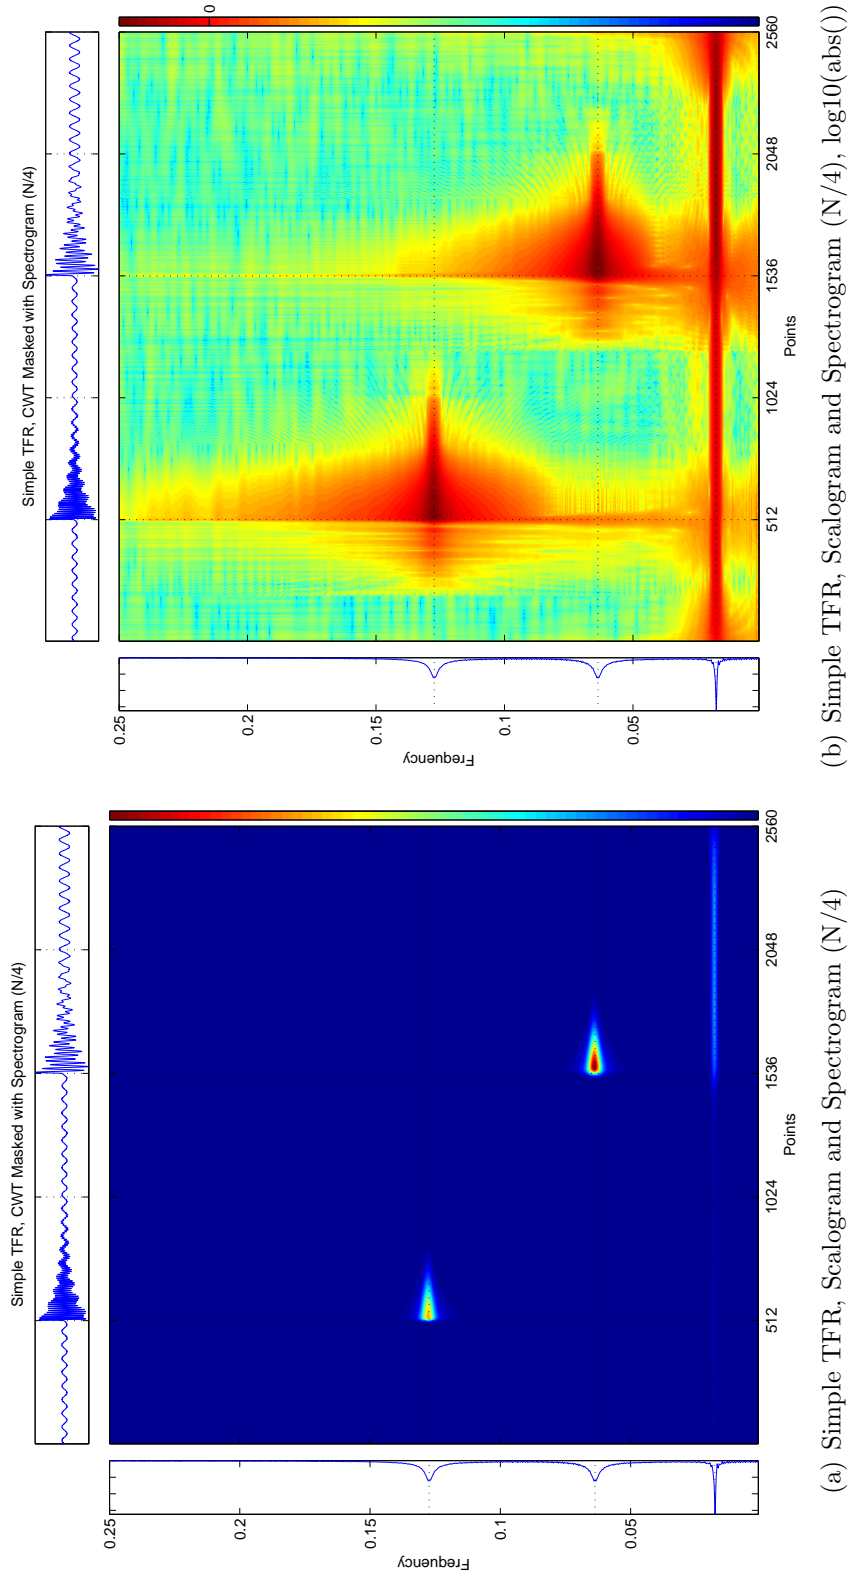 Simple TFR, CWT Masked with Spectrogram (N/4)
0.25
0.2
0.15
0.1
0.05
Frequency
512
1024
1536
2048
2560
Points
(a) Simple TFR, Scalogram and Spectrogram (N/4)
Simple TFR, CWT Masked with Spectrogram (N/4)
0
0.25
0.2
0.15
0.1
0.05
Frequency
512
1024
1536
2048
2560
Points
(b) Simple TFR, Scalogram and Spectrogram (N/4), log10(abs())